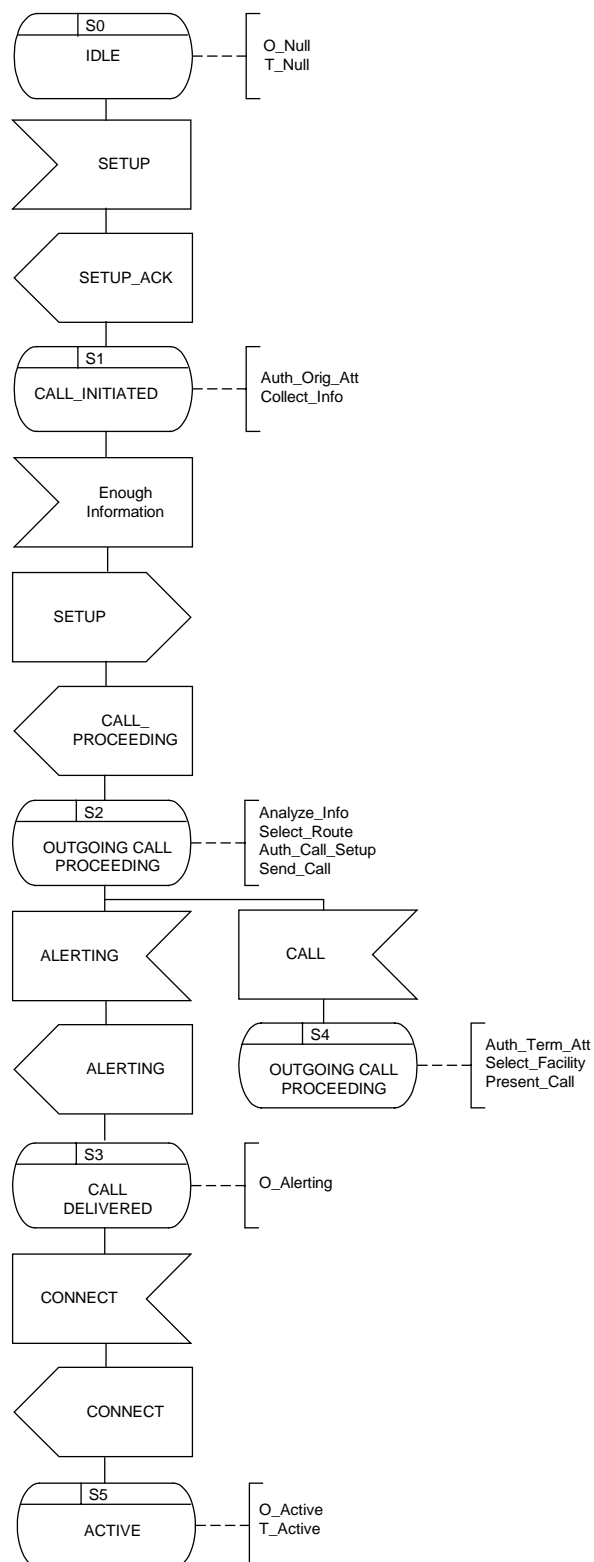 S0
IDLE
O_Null
T_Null
SETUP
SETUP_ACK
S1
CALL_INITIATED
Auth_Orig_Att
Collect_Info
Enough
Information
SETUP
CALL_
PROCEEDING
S2
OUTGOING CALL
PROCEEDING
Analyze_Info
Select_Route
Auth_Call_Setup
Send_Call
ALERTING
CALL
ALERTING
S4
OUTGOING CALL
PROCEEDING
Auth_Term_Att
Select_Facility
Present_Call
S3
CALL
DELIVERED
O_Alerting
CONNECT
CONNECT
S5
ACTIVE
O_Active
T_Active